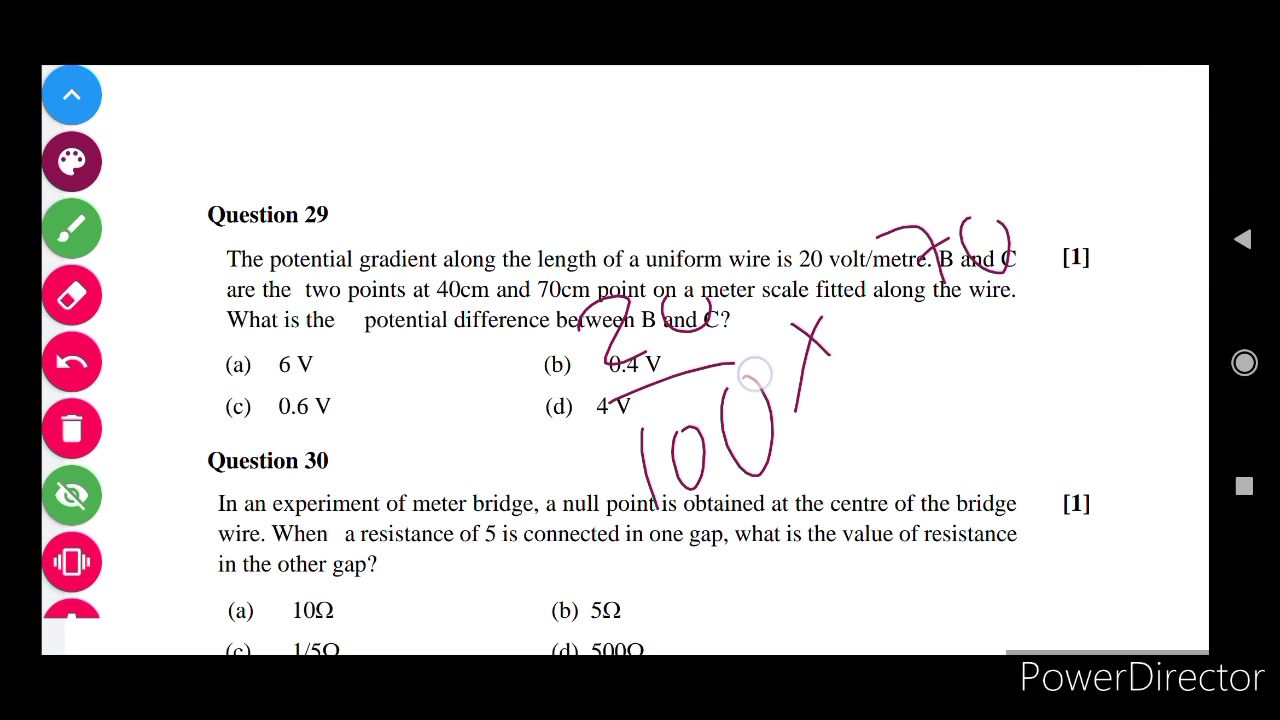 Question 29
70
The potential gradient along the length of a uniform wire is 20 volt/metre. B and C [1]
are the two points at 40cm and 70cm point on a meter scale fitted along the wire.
What is the potential difference between B and C?
20
(a) 6 V (b) 0.4 V
(c) 0.6 V (d) 4 V
100
Question 30
In an experiment of meter bridge, a null point is obtained at the centre of the bridge [1]
wire. When a resistance of 5 is connected in one gap, what is the value of resistance
in the other gap?
(a) 10Ω (b) 5Ω
(c) 1/5Ω (d) 500Ω
PowerDirector